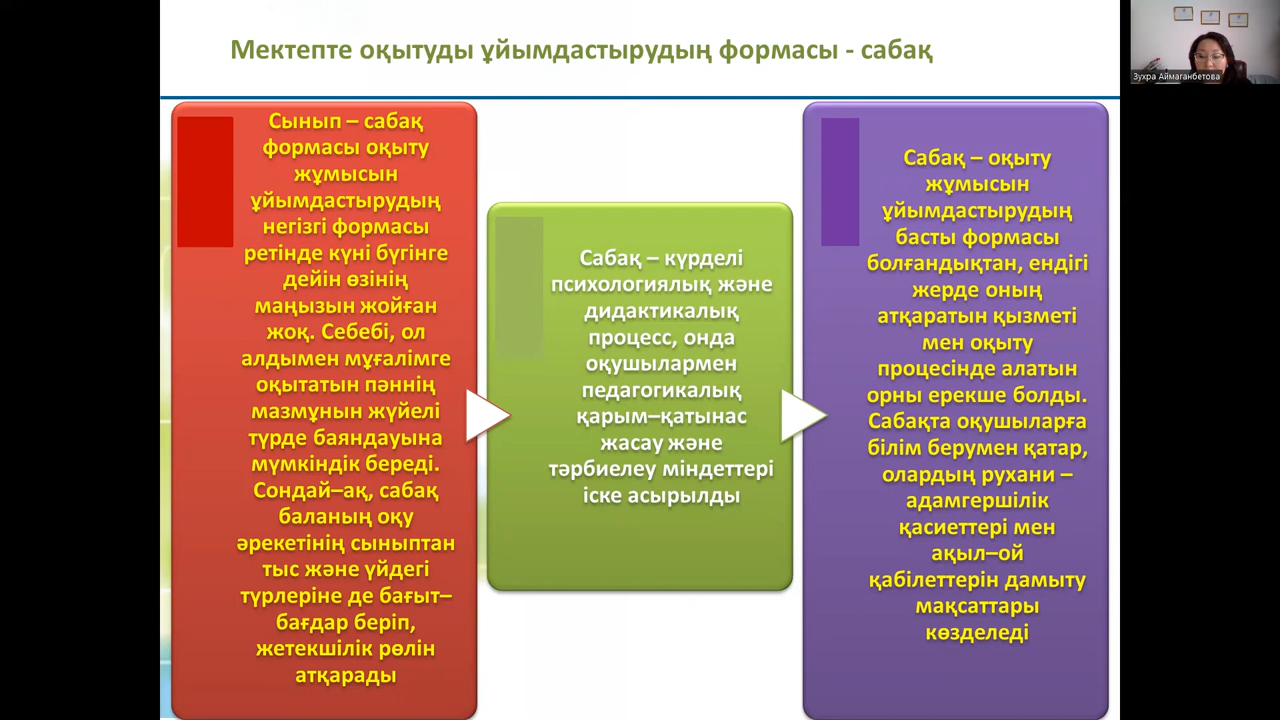 Мектепте оқытуды ұйымдастырудың формасы - сабақ
Сынып – сабақ
формасы оқыту
жұмысын
ұйымдастырудың
негізгі формасы
ретінде күні бүгінге
дейін өзінің
маңызын жойған
жоқ. Себебі, ол
алдымен мұғалімге
оқытатын пәннің
мазмұнын жүйелі
түрде баяндауына
мүмкіндік береді.
Сондай–ақ, сабақ
баланың оқу
әрекетінің сыныптан
тыс және үйдегі
түрлеріне де бағыт–
бағдар беріп,
жетекшілік рөлін
атқарады
Сабақ – күрделі
психологиялық және
дидактикалық
процесс, онда
оқушылармен
педагогикалық
қарым–қатынас
жасау және
тәрбиелеу міндеттері
іске асырылды
Сабақ – оқыту
жұмысын
ұйымдастырудың
басты формасы
болғандықтан, ендігі
жерде оның
атқаратын қызметі
мен оқыту
процесінде алатын
орны ерекше болды.
Сабақта оқушыларға
білім берумен қатар,
олардың рухани –
адамгершілік
қасиеттері мен
ақыл–ой
қабілеттерін дамыту
мақсаттары
көзделеді
Зухра Аймаганбетова